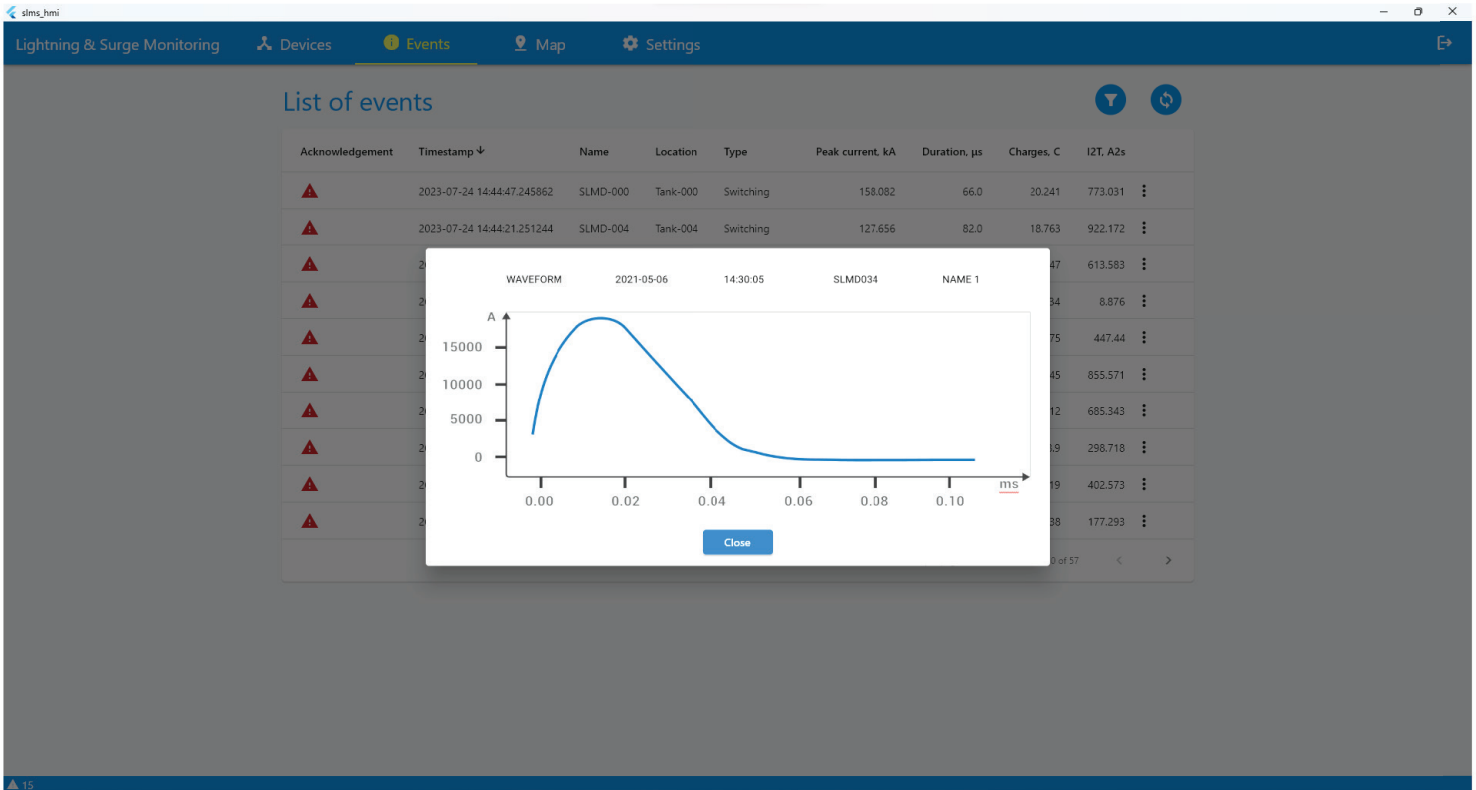 slms_hmi
Lightning & Surge Monitoring Devices Events Map Settings
List of events
Acknowledgement Timestamp Name Location Type Peak current, kA Duration, µs Charges, C I2T, A2s
2023-07-24 14:44:47.245862 SLMD-000 Tank-000 Switching 158.082 66.0 20.241 773.031
2023-07-24 14:44:21.251244 SLMD-004 Tank-004 Switching 127.656 82.0 18.763 922.172
613.583
8.876
447.44
855.571
685.343
298.718
402.573
177.293
of 57
WAVEFORM 2021-05-06 14:30:05 SLMD034 NAME 1
A
15000
10000
5000
0
ms
0.00 0.02 0.04 0.06 0.08 0.10
Close
15